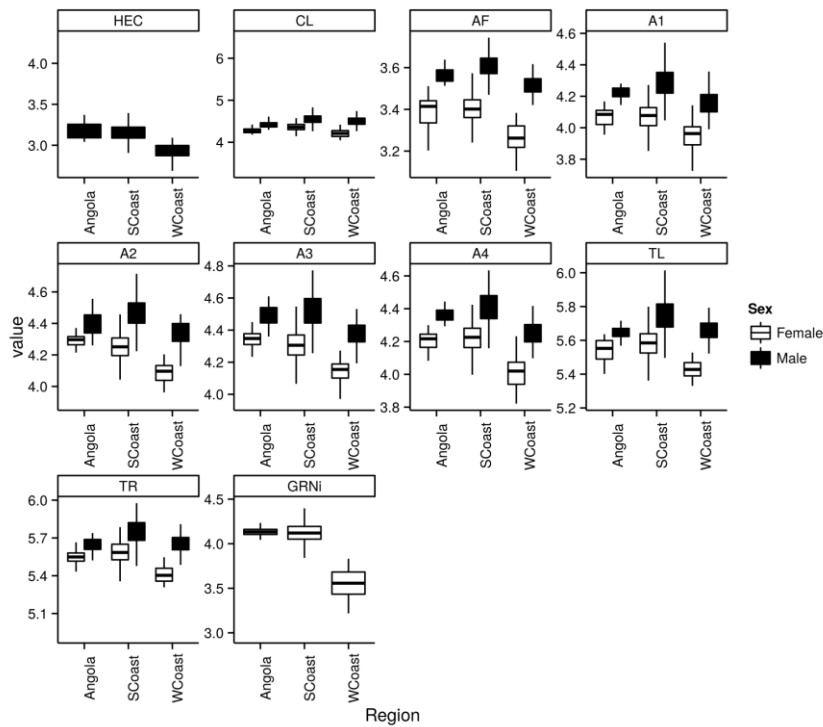 HEC CL AF A1
4.0 3.5 3.0
6 5 4
3.6 3.4 3.2
4.6 4.4 4.2 4.0 3.8
Angola SCoast WCoast Angola SCoast WCoast Angola SCoast WCoast Angola SCoast WCoast
A2 A3 A4 TL
4.6 4.4 4.2 4.0
4.8 4.6 4.4 4.2 4.0
4.6 4.4 4.2 4.0 3.8
6.0 5.8 5.6 5.4 5.2
value
Sex
Female
Male
Angola SCoast WCoast Angola SCoast WCoast Angola SCoast WCoast Angola SCoast WCoast
TR GRNi
6.0 5.7 5.4 5.1
4.5 4.0 3.5 3.0
Angola SCoast WCoast Angola SCoast WCoast
Region